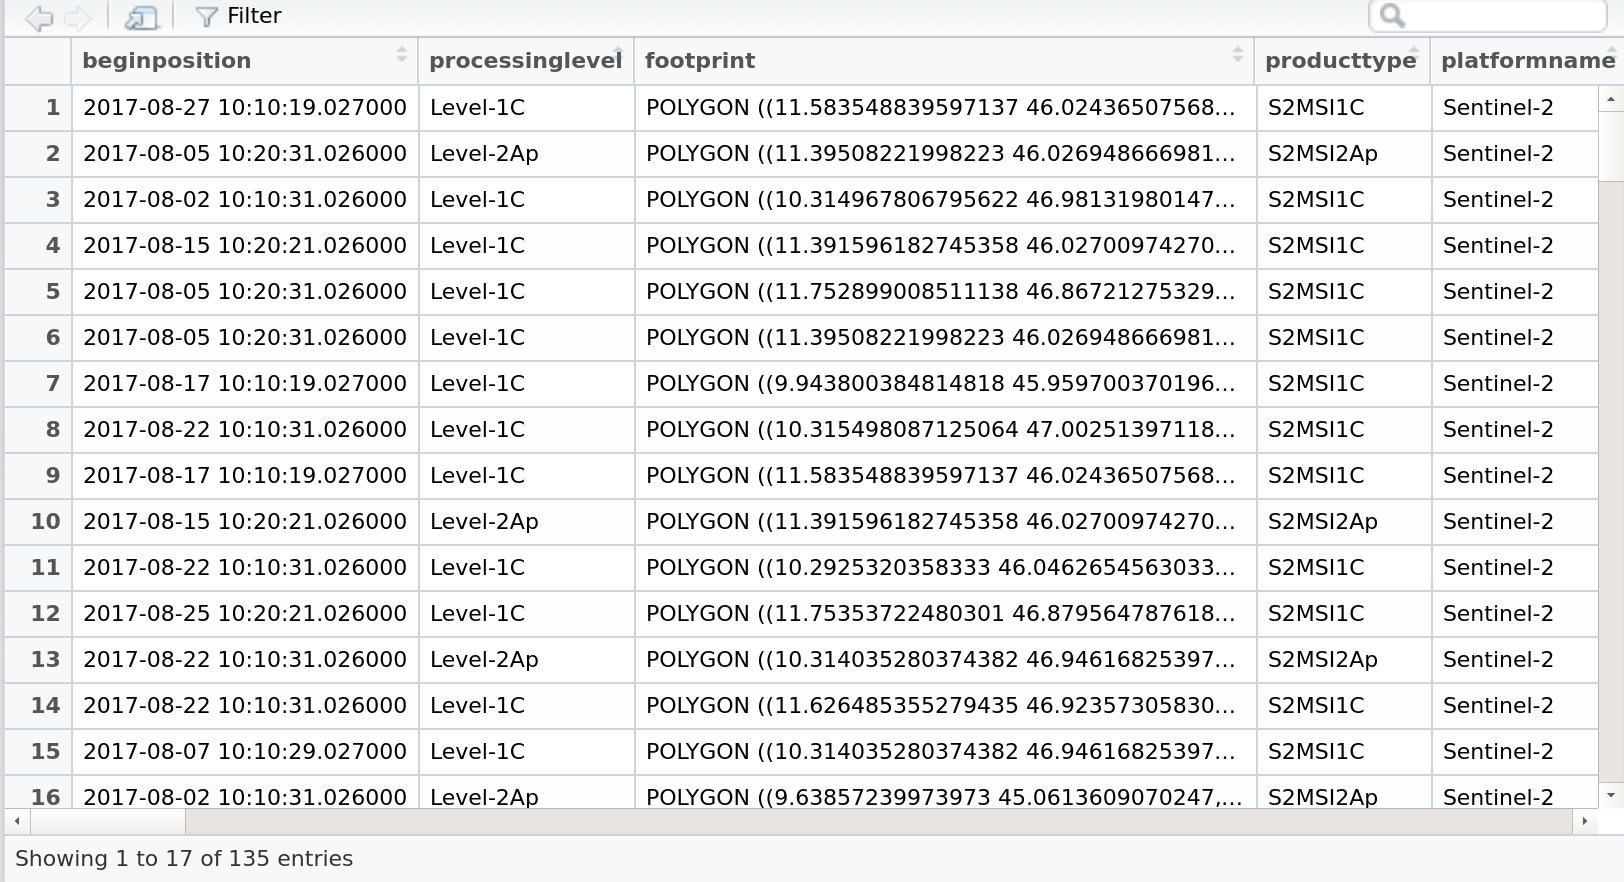 Filter
beginposition processinglevel footprint producttype platformname
1 2017-08-27 10:10:19.027000 Level-1C POLYGON ((11.583548839597137 46.02436507568... S2MSI1C Sentinel-2
2 2017-08-05 10:20:31.026000 Level-2Ap POLYGON ((11.39508221998223 46.026948666981... S2MSI2Ap Sentinel-2
3 2017-08-02 10:10:31.026000 Level-1C POLYGON ((10.314967806795622 46.98131980147... S2MSI1C Sentinel-2
4 2017-08-15 10:20:21.026000 Level-1C POLYGON ((11.391596182745358 46.02700974270... S2MSI1C Sentinel-2
5 2017-08-05 10:20:31.026000 Level-1C POLYGON ((11.752899008511138 46.86721275329... S2MSI1C Sentinel-2
6 2017-08-05 10:20:31.026000 Level-1C POLYGON ((11.39508221998223 46.026948666981... S2MSI1C Sentinel-2
7 2017-08-17 10:10:19.027000 Level-1C POLYGON ((9.943800384814818 45.959700370196... S2MSI1C Sentinel-2
8 2017-08-22 10:10:31.026000 Level-1C POLYGON ((10.315498087125064 47.00251397118... S2MSI1C Sentinel-2
9 2017-08-17 10:10:19.027000 Level-1C POLYGON ((11.583548839597137 46.02436507568... S2MSI1C Sentinel-2
10 2017-08-15 10:20:21.026000 Level-2Ap POLYGON ((11.391596182745358 46.02700974270... S2MSI2Ap Sentinel-2
11 2017-08-22 10:10:31.026000 Level-1C POLYGON ((10.2925320358333 46.0462654563033... S2MSI1C Sentinel-2
12 2017-08-25 10:20:21.026000 Level-1C POLYGON ((11.75353722480301 46.879564787618... S2MSI1C Sentinel-2
13 2017-08-22 10:10:31.026000 Level-2Ap POLYGON ((10.314035280374382 46.94616825397... S2MSI2Ap Sentinel-2
14 2017-08-22 10:10:31.026000 Level-1C POLYGON ((11.626485355279435 46.92357305830... S2MSI1C Sentinel-2
15 2017-08-07 10:10:29.027000 Level-1C POLYGON ((10.314035280374382 46.94616825397... S2MSI1C Sentinel-2
16 2017-08-02 10:10:31.026000 Level-2Ap POLYGON ((9.63857239973973 45.0613609070247,... S2MSI2Ap Sentinel-2
Showing 1 to 17 of 135 entries